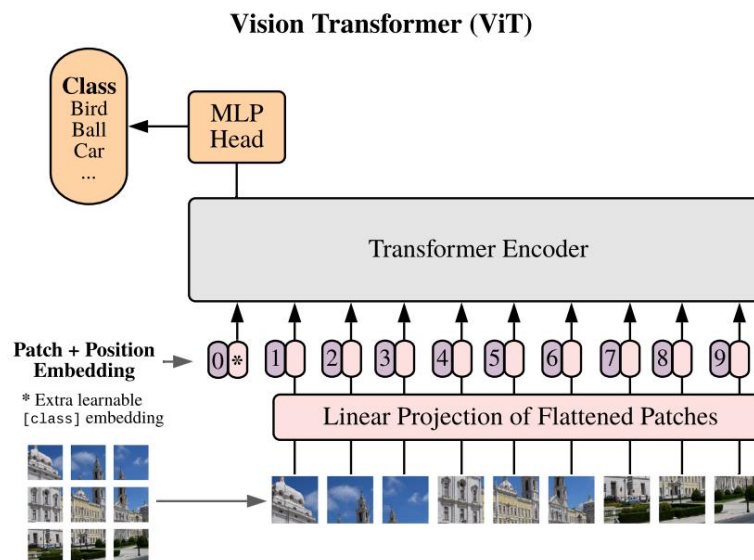 Vision Transformer (ViT)
Class
Bird
Ball
Car
...
MLP
Head
Transformer Encoder
Patch + Position
Embedding
* Extra learnable
[class] embedding
0 * 1 2 3 4 5 6 7 8 9
Linear Projection of Flattened Patches